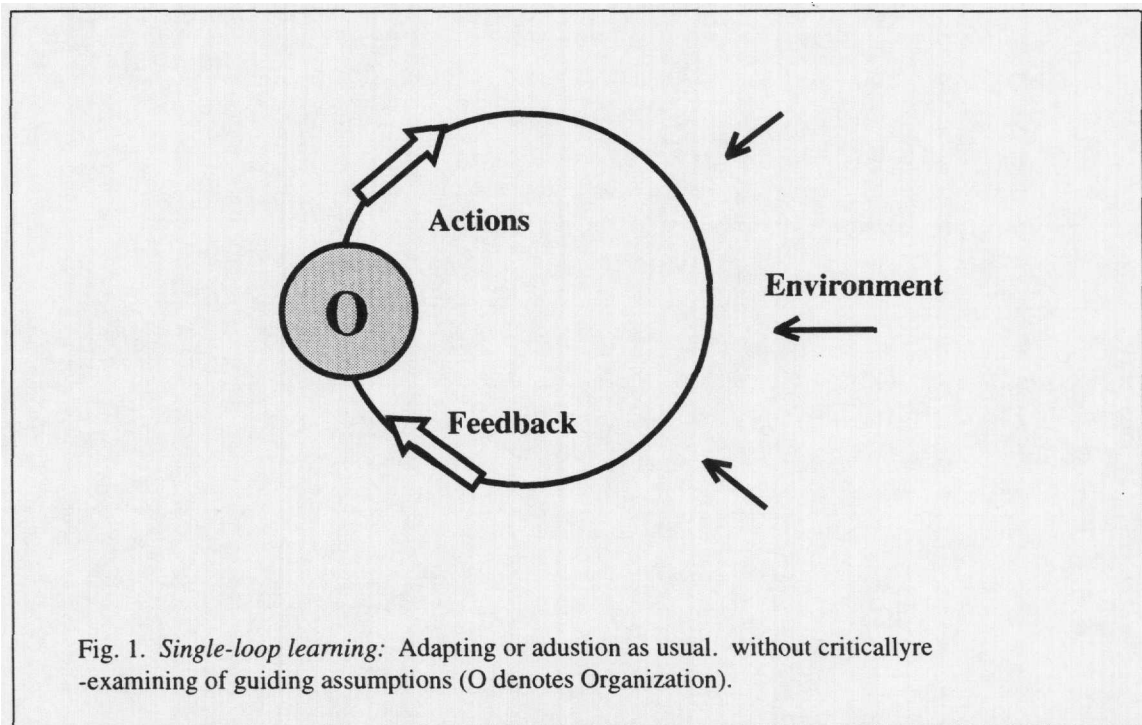 Actions
O
Environment
Feedback
Fig. 1. Single-loop learning: Adapting or adustion as usual. without criticallyre
-examining of guiding assumptions (O denotes Organization).